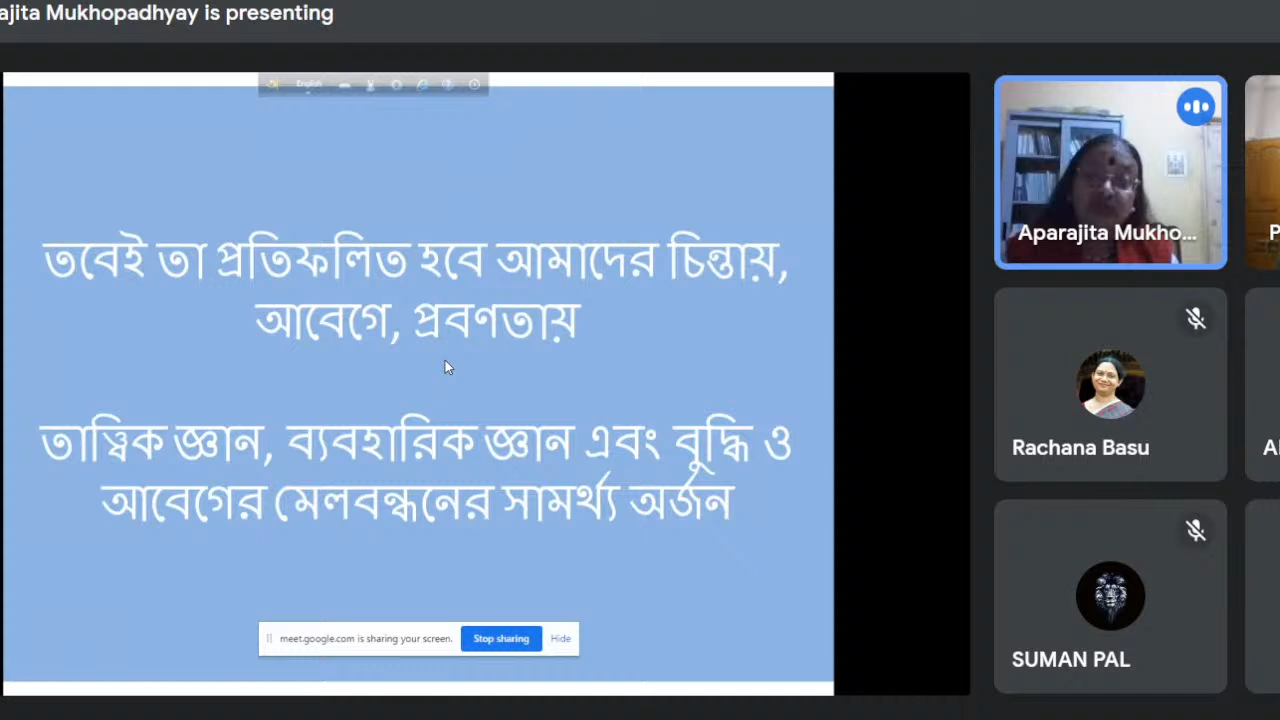 ajita Mukhopadhyay is presenting
English
তবেই তা প্রতিফলিত হবে আমাদের চিন্তায়,
আবেগে, প্রবণতায়
তাত্ত্বিক জ্ঞান, ব্যবহারিক জ্ঞান এবং বুদ্ধি ও
আবেগের মেলবন্ধনের সামর্থ্য অর্জন
meet.google.com is sharing your screen. Stop sharing Hide
Aparajita Mukho...
P
Rachana Basu
SUMAN PAL